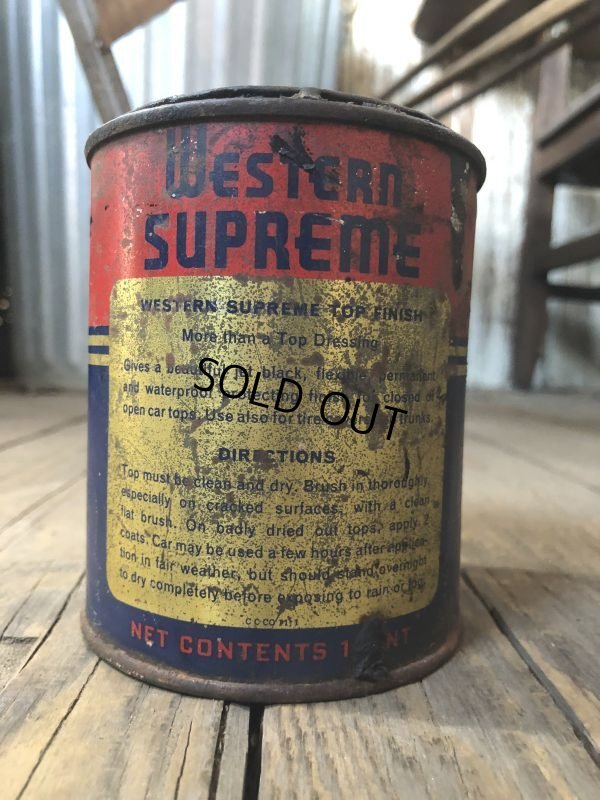 WESTERN
SUPREME
WESTERN SUPREME TOP FINISH
More than a Top Dressing
Gives a black, flexible, permanent
and waterproof closed or
open car tops. Use also for trunks.
SOLD OUT
DIRECTIONS
Top must be clean and dry. Brush in thoroughly,
especially on cracked surfaces, with a clean
flat brush. On badly dried out tops, apply 2
coats. Car may be used a few hours after applica-
tion in fair weather, but should stand overnight
to dry completely before exposing to rain or fog.
NET CONTENTS 1